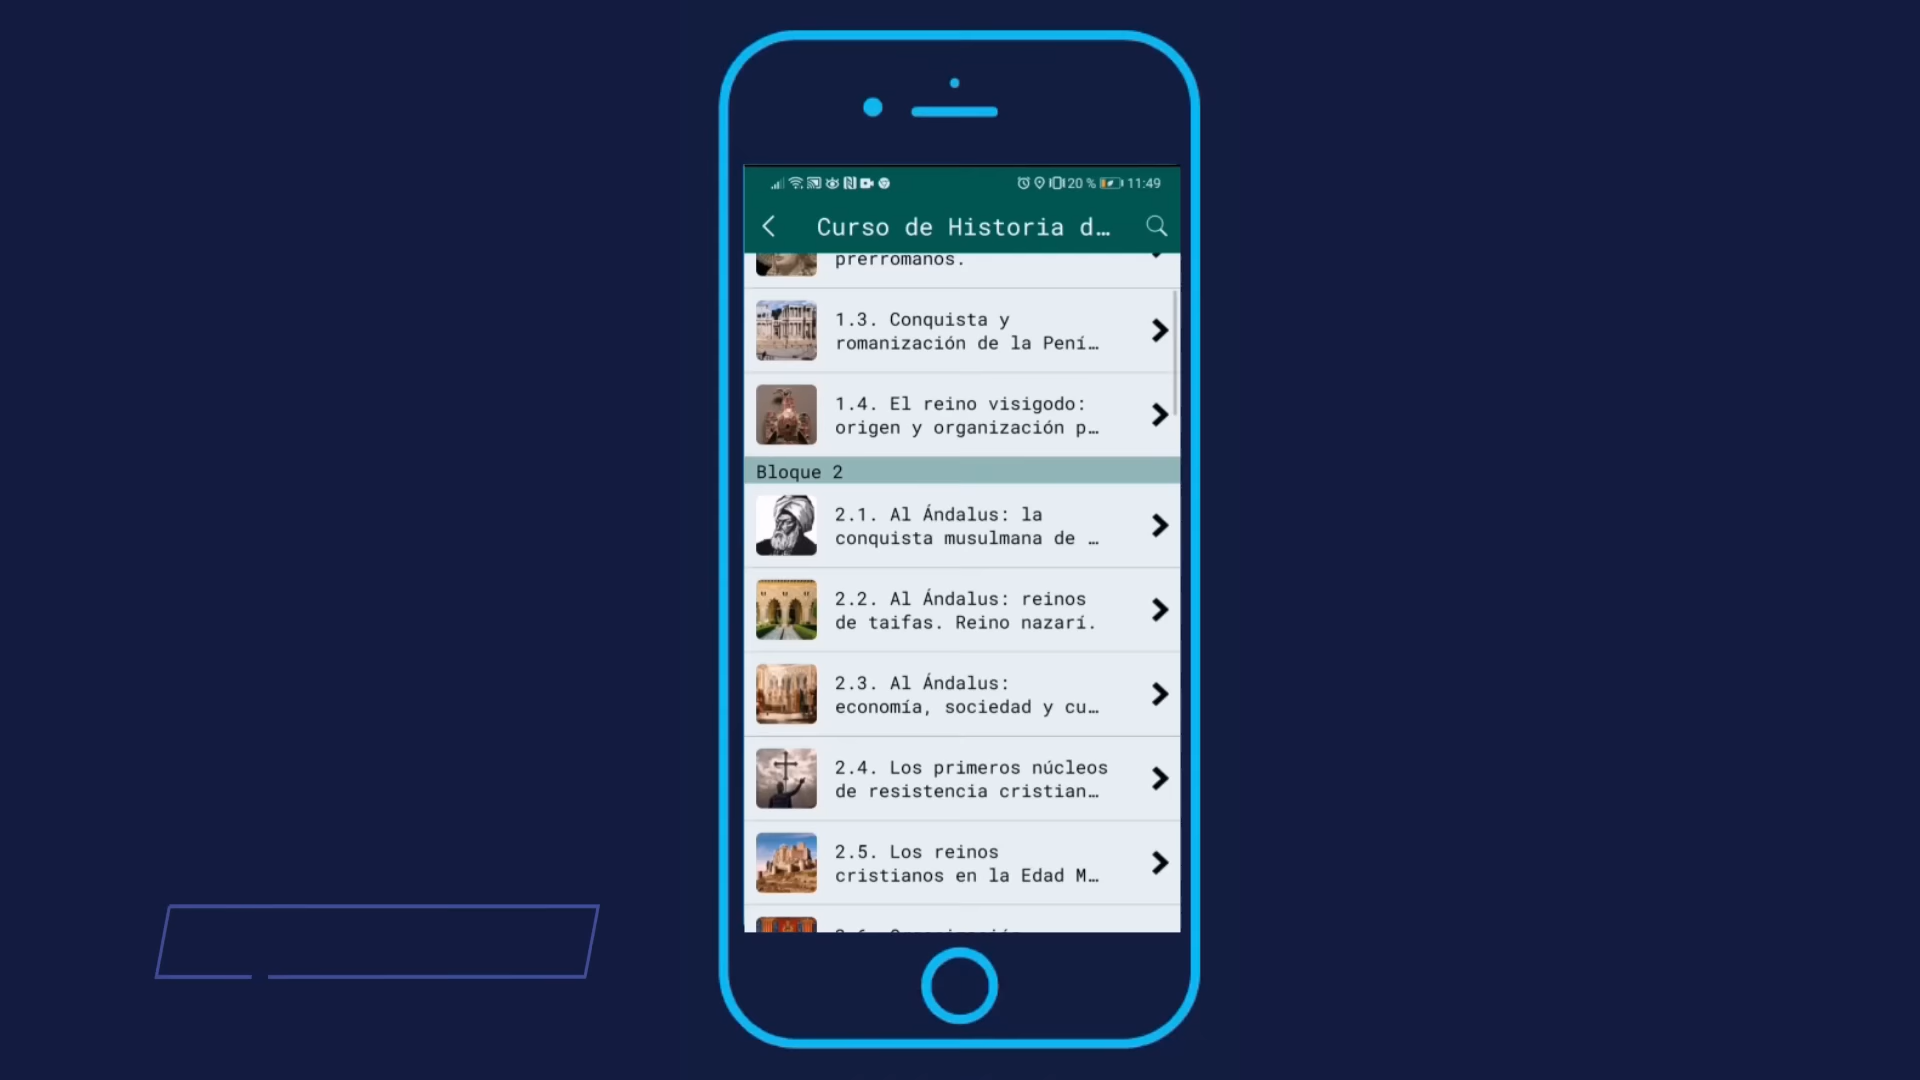 20 % 11:49
Curso de Historia d…
prerromanos.
1.3. Conquista y
romanización de la Pení…
1.4. El reino visigodo:
origen y organización p…
Bloque 2
2.1. Al Ándalus: la
conquista musulmana de …
2.2. Al Ándalus: reinos
de taifas. Reino nazarí.
2.3. Al Ándalus:
economía, sociedad y cu…
2.4. Los primeros núcleos
de resistencia cristian…
2.5. Los reinos
cristianos en la Edad M…